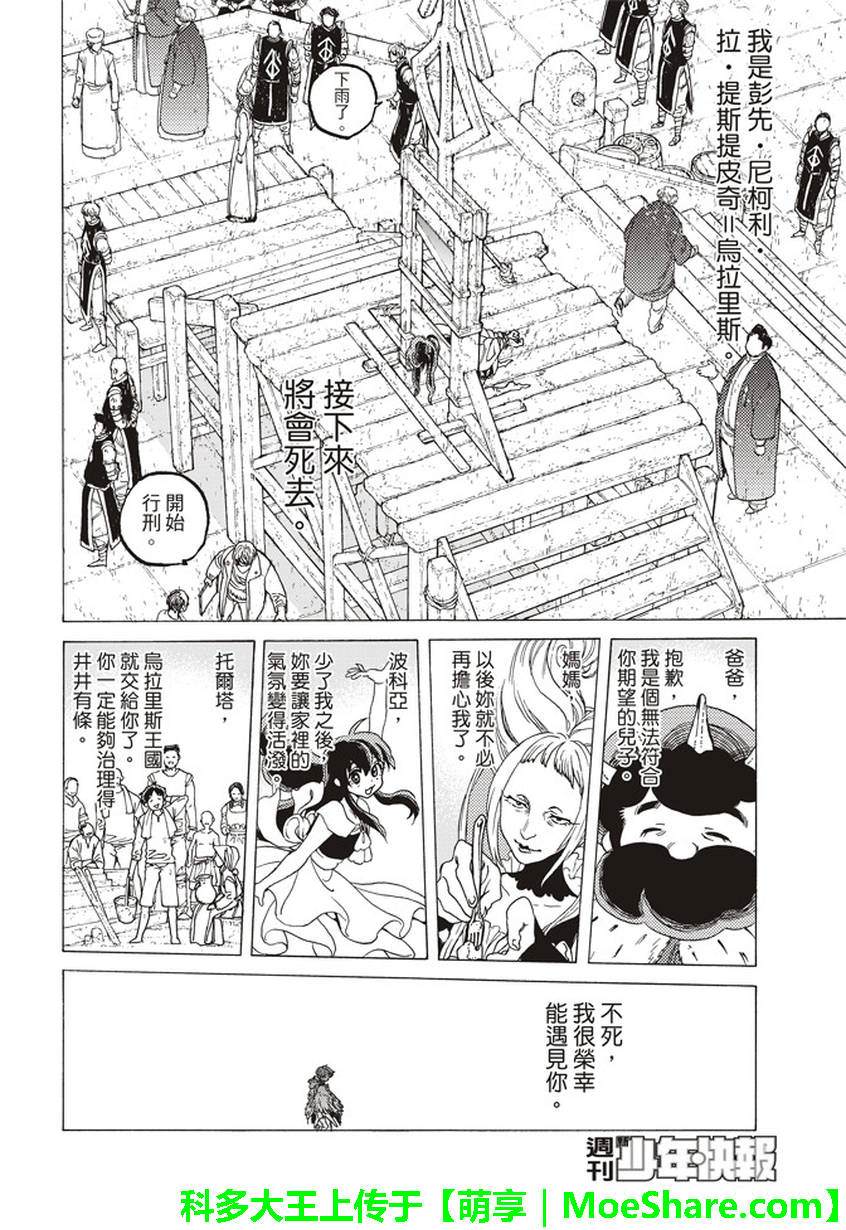 我是彭先・尼柯利・
拉・提斯提皮奇＝烏拉里斯。
下雨了。
接下來
將會死去。
開始
行刑。
爸爸，
抱歉，
我是個無法符合
你期望的兒子。
媽媽，
以後妳就不必
再擔心我了。
波科亞，
少了我之後，
妳要讓家裡的
氣氛變得活潑。
托爾塔，
烏拉里斯王國
就交給你了。
你一定能夠治理得
井井有條。
不死，
我很榮幸
能遇見你。
週刊新少年快報
科多大王上传于【萌享｜MoeShare.com】